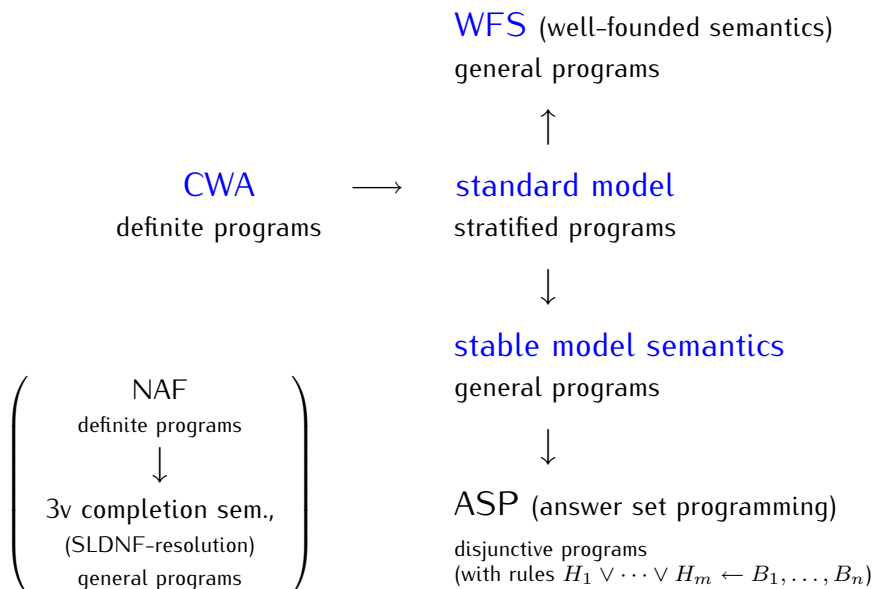 WFS (well-founded semantics)
general programs
↑
CWA ⟶ standard model
definite programs
stratified programs
↓
stable model semantics
general programs
↓
ASP (answer set programming)
disjunctive programs
(with rules H₁ ∨ ⋯ ∨ Hₘ ← B₁, . . . , Bₙ)
NAF
definite programs
↓
3v completion sem.,
(SLDNF-resolution)
general programs